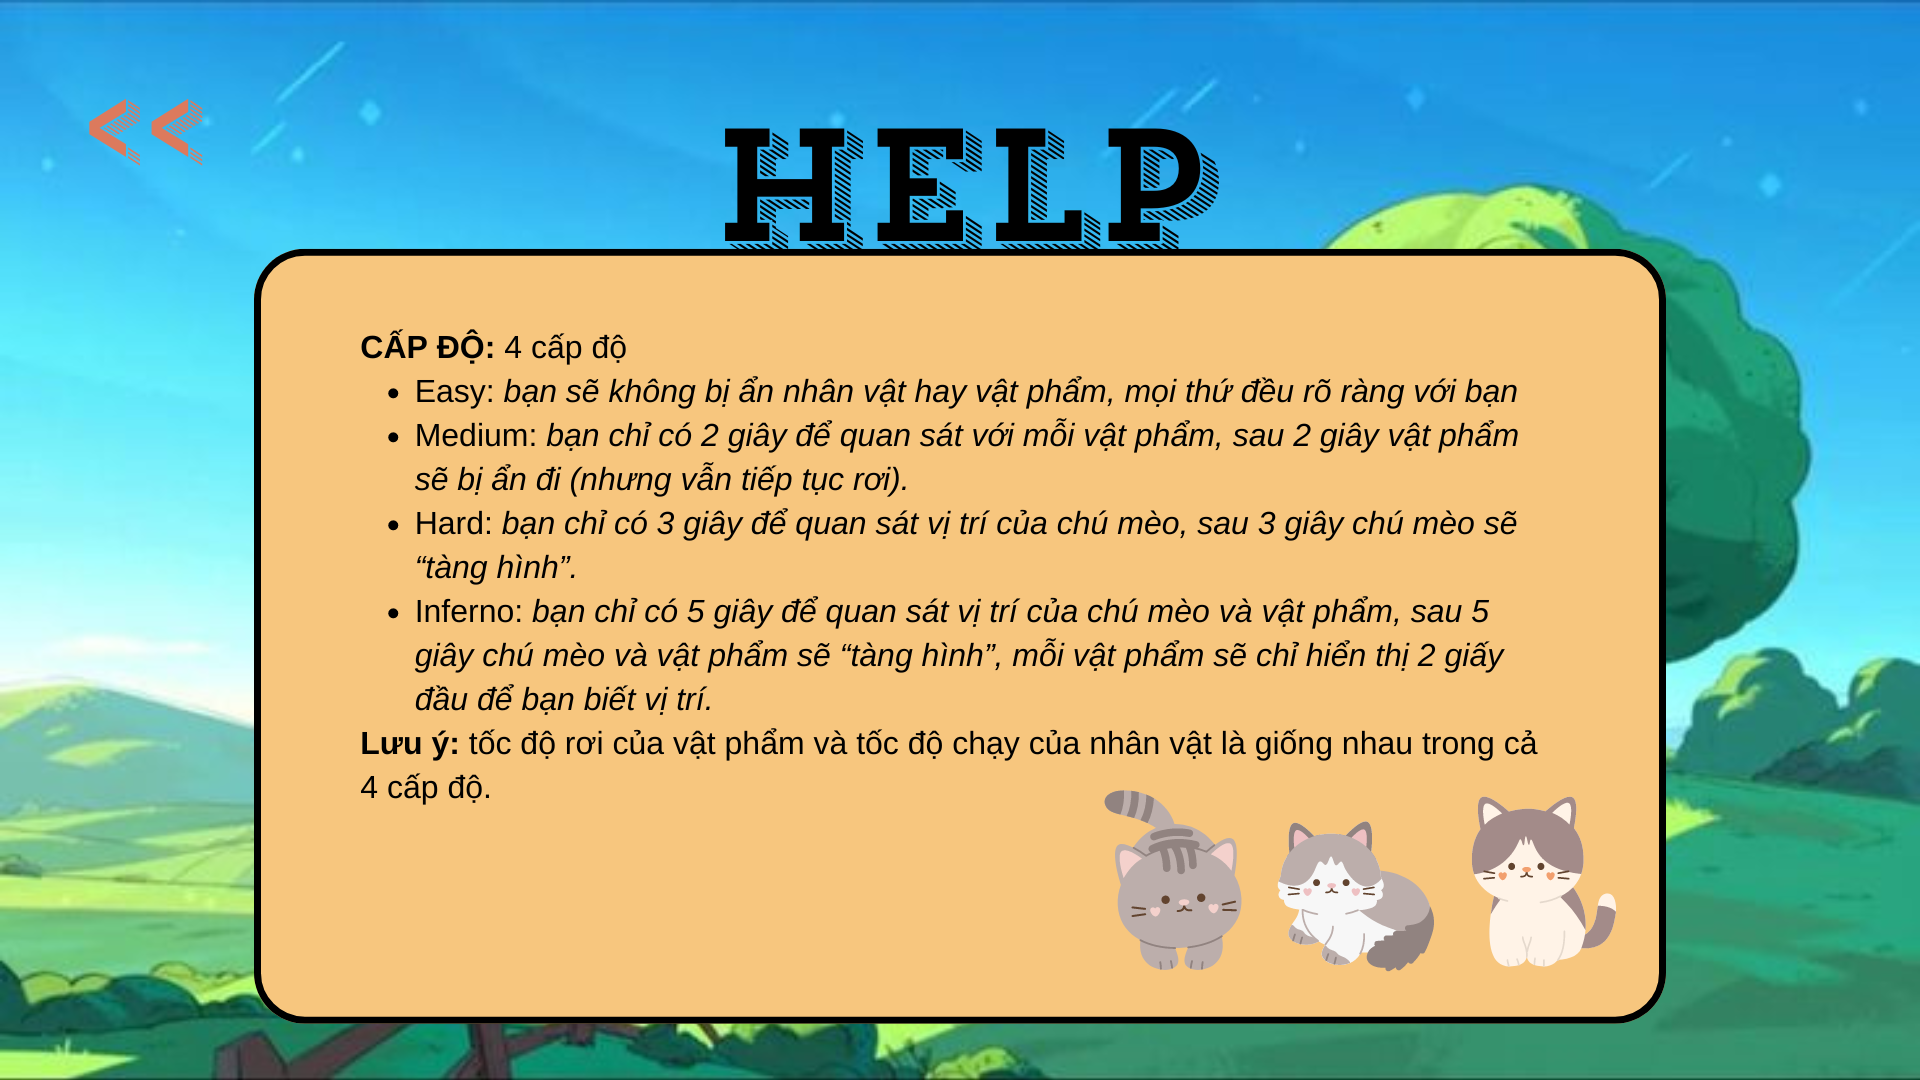 <<
HELP
CẤP ĐỘ: 4 cấp độ
• Easy: bạn sẽ không bị ẩn nhân vật hay vật phẩm, mọi thứ đều rõ ràng với bạn
• Medium: bạn chỉ có 2 giây để quan sát với mỗi vật phẩm, sau 2 giây vật phẩm
sẽ bị ẩn đi (nhưng vẫn tiếp tục rơi).
• Hard: bạn chỉ có 3 giây để quan sát vị trí của chú mèo, sau 3 giây chú mèo sẽ
“tàng hình”.
• Inferno: bạn chỉ có 5 giây để quan sát vị trí của chú mèo và vật phẩm, sau 5
giây chú mèo và vật phẩm sẽ “tàng hình”, mỗi vật phẩm sẽ chỉ hiển thị 2 giấy
đầu để bạn biết vị trí.
Lưu ý: tốc độ rơi của vật phẩm và tốc độ chạy của nhân vật là giống nhau trong cả
4 cấp độ.